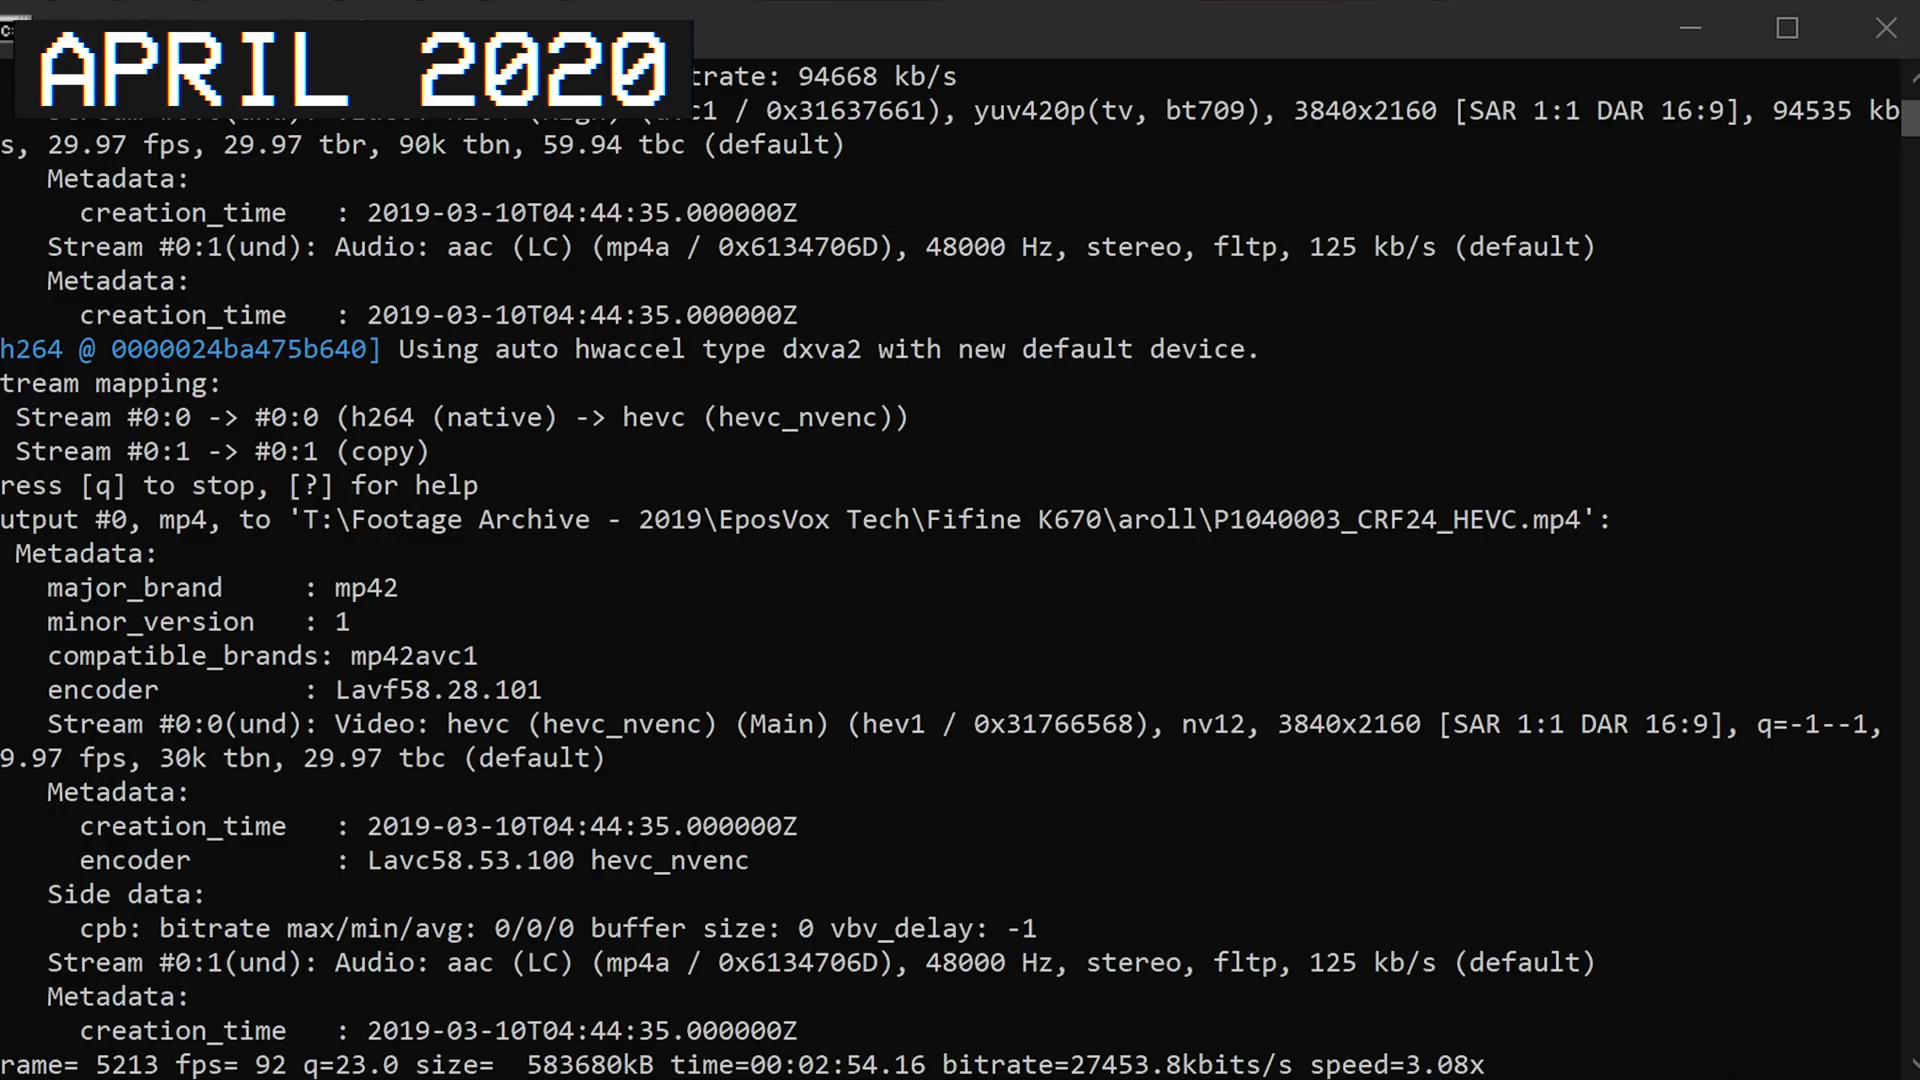 APRIL 2020
trate: 94668 kb/s
c1 / 0x31637661), yuv420p(tv, bt709), 3840x2160 [SAR 1:1 DAR 16:9], 94535 kb
s, 29.97 fps, 29.97 tbr, 90k tbn, 59.94 tbc (default)
Metadata:
creation_time : 2019-03-10T04:44:35.000000Z
Stream #0:1(und): Audio: aac (LC) (mp4a / 0x6134706D), 48000 Hz, stereo, fltp, 125 kb/s (default)
Metadata:
creation_time : 2019-03-10T04:44:35.000000Z
h264 @ 0000024ba475b640] Using auto hwaccel type dxva2 with new default device.
tream mapping:
Stream #0:0 -> #0:0 (h264 (native) -> hevc (hevc_nvenc))
Stream #0:1 -> #0:1 (copy)
ress [q] to stop, [?] for help
utput #0, mp4, to 'T:\Footage Archive - 2019\EposVox Tech\Fifine K670\aroll\P1040003_CRF24_HEVC.mp4':
Metadata:
major_brand : mp42
minor_version : 1
compatible_brands: mp42avc1
encoder : Lavf58.28.101
Stream #0:0(und): Video: hevc (hevc_nvenc) (Main) (hev1 / 0x31766568), nv12, 3840x2160 [SAR 1:1 DAR 16:9], q=-1--1,
9.97 fps, 30k tbn, 29.97 tbc (default)
Metadata:
creation_time : 2019-03-10T04:44:35.000000Z
encoder : Lavc58.53.100 hevc_nvenc
Side data:
cpb: bitrate max/min/avg: 0/0/0 buffer size: 0 vbv_delay: -1
Stream #0:1(und): Audio: aac (LC) (mp4a / 0x6134706D), 48000 Hz, stereo, fltp, 125 kb/s (default)
Metadata:
creation_time : 2019-03-10T04:44:35.000000Z
rame= 5213 fps= 92 q=23.0 size= 583680kB time=00:02:54.16 bitrate=27453.8kbits/s speed=3.08x